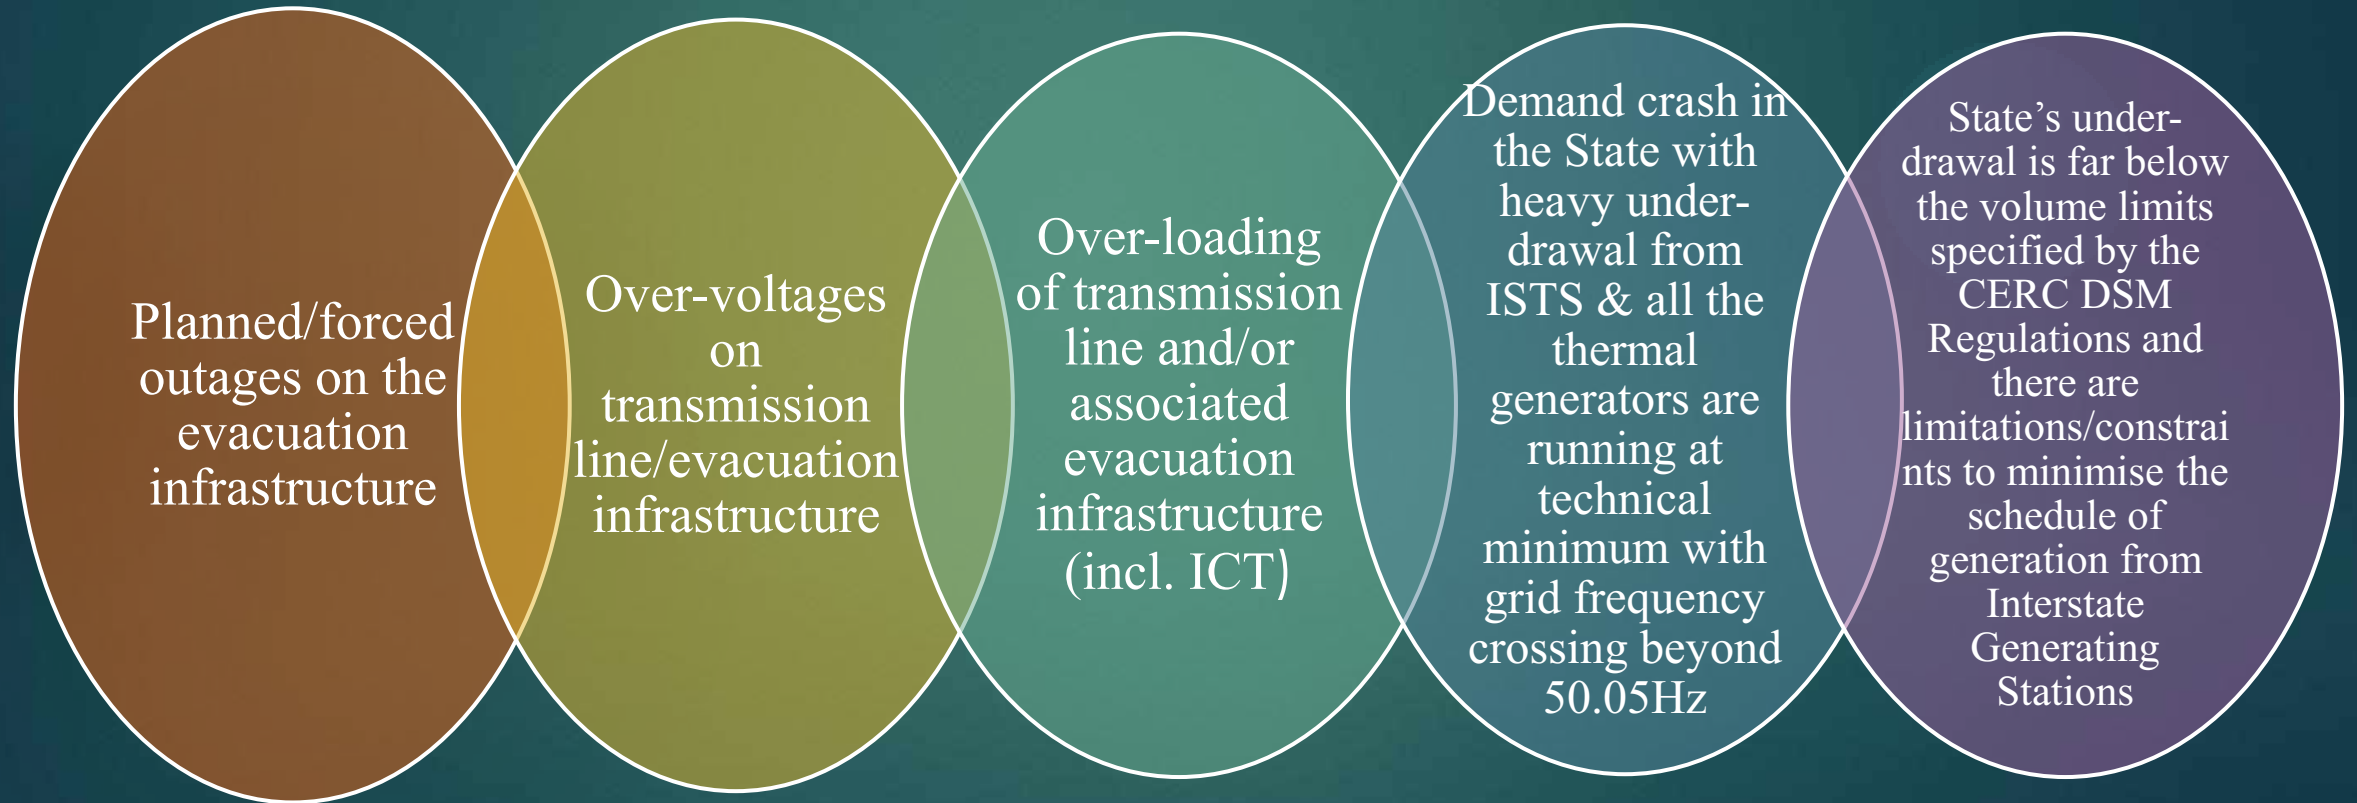 Planned/forced
outages on the
evacuation
infrastructure
Over-voltages
on
transmission
line/evacuation
infrastructure
Over-loading
of transmission
line and/or
associated
evacuation
infrastructure
(incl. ICT)
Demand crash in
the State with
heavy under-
drawal from
ISTS & all the
thermal
generators are
running at
technical
minimum with
grid frequency
crossing beyond
50.05Hz
State’s under-
drawal is far below
the volume limits
specified by the
CERC DSM
Regulations and
there are
limitations/constrai
nts to minimise the
schedule of
generation from
Interstate
Generating
Stations